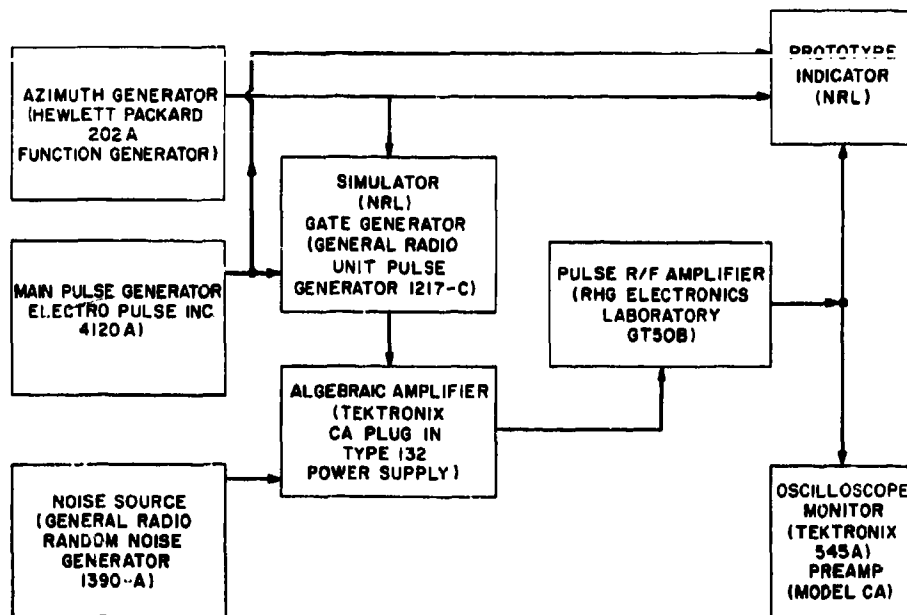 AZIMUTH GENERATOR
(HEWLETT PACKARD
202A
FUNCTION GENERATOR)
PROTOTYPE
INDICATOR
(NRL)
SIMULATOR
(NRL)
GATE GENERATOR
(GENERAL RADIO
UNIT PULSE
GENERATOR 1217-C)
MAIN PULSE GENERATOR
ELECTRO PULSE INC
4120A)
PULSE R/F AMPLIFIER
(RHG ELECTRONICS
LABORATORY
GT50B)
ALGEBRAIC AMPLIFIER
(TEKTRONIX
CA PLUG IN
TYPE 132
POWER SUPPLY)
NOISE SOURCE
(GENERAL RADIO
RANDOM NOISE
GENERATOR
1390-A)
OSCILLOSCOPE
MONITOR
(TEKTRONIX
545A)
PREAMP
(MODEL CA)